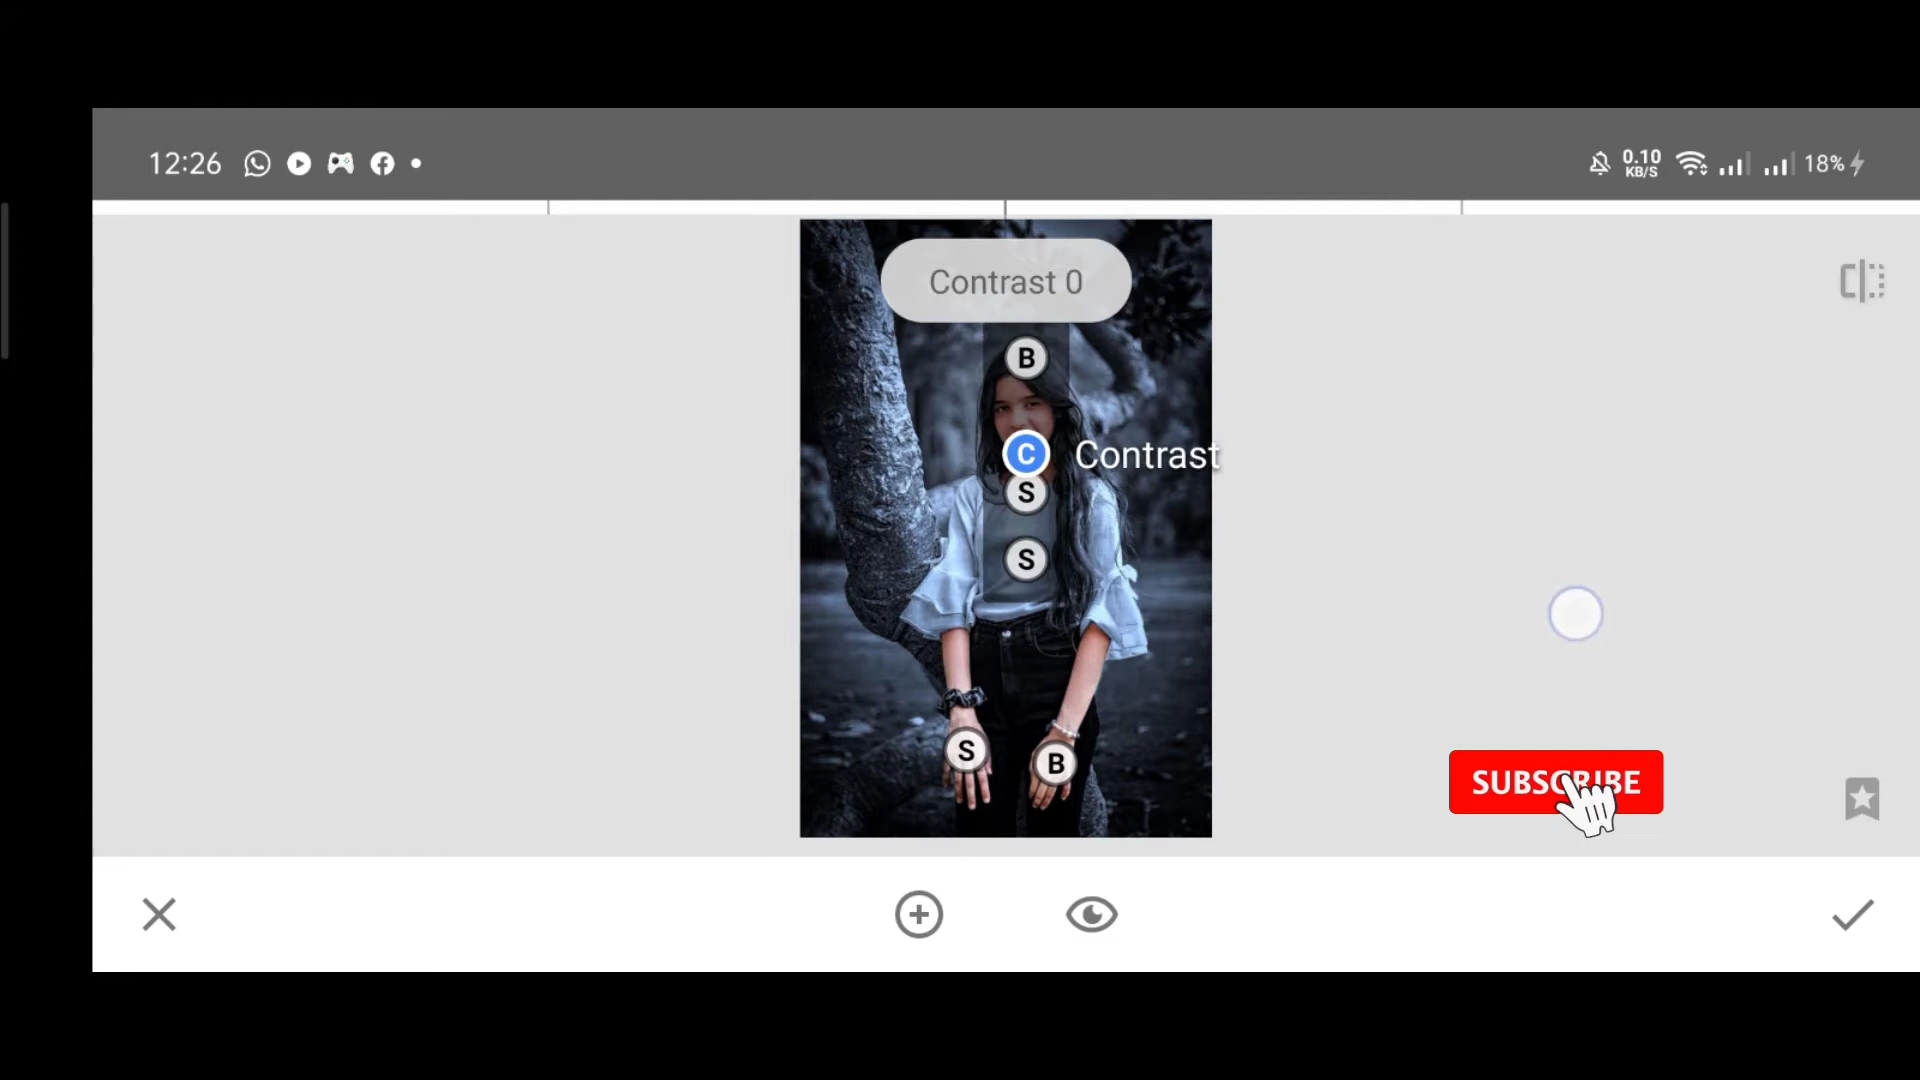 12:26
0.10
KB/S
18%
Contrast 0
B
C Contrast
S
S
S
B
SUBSCRIBE